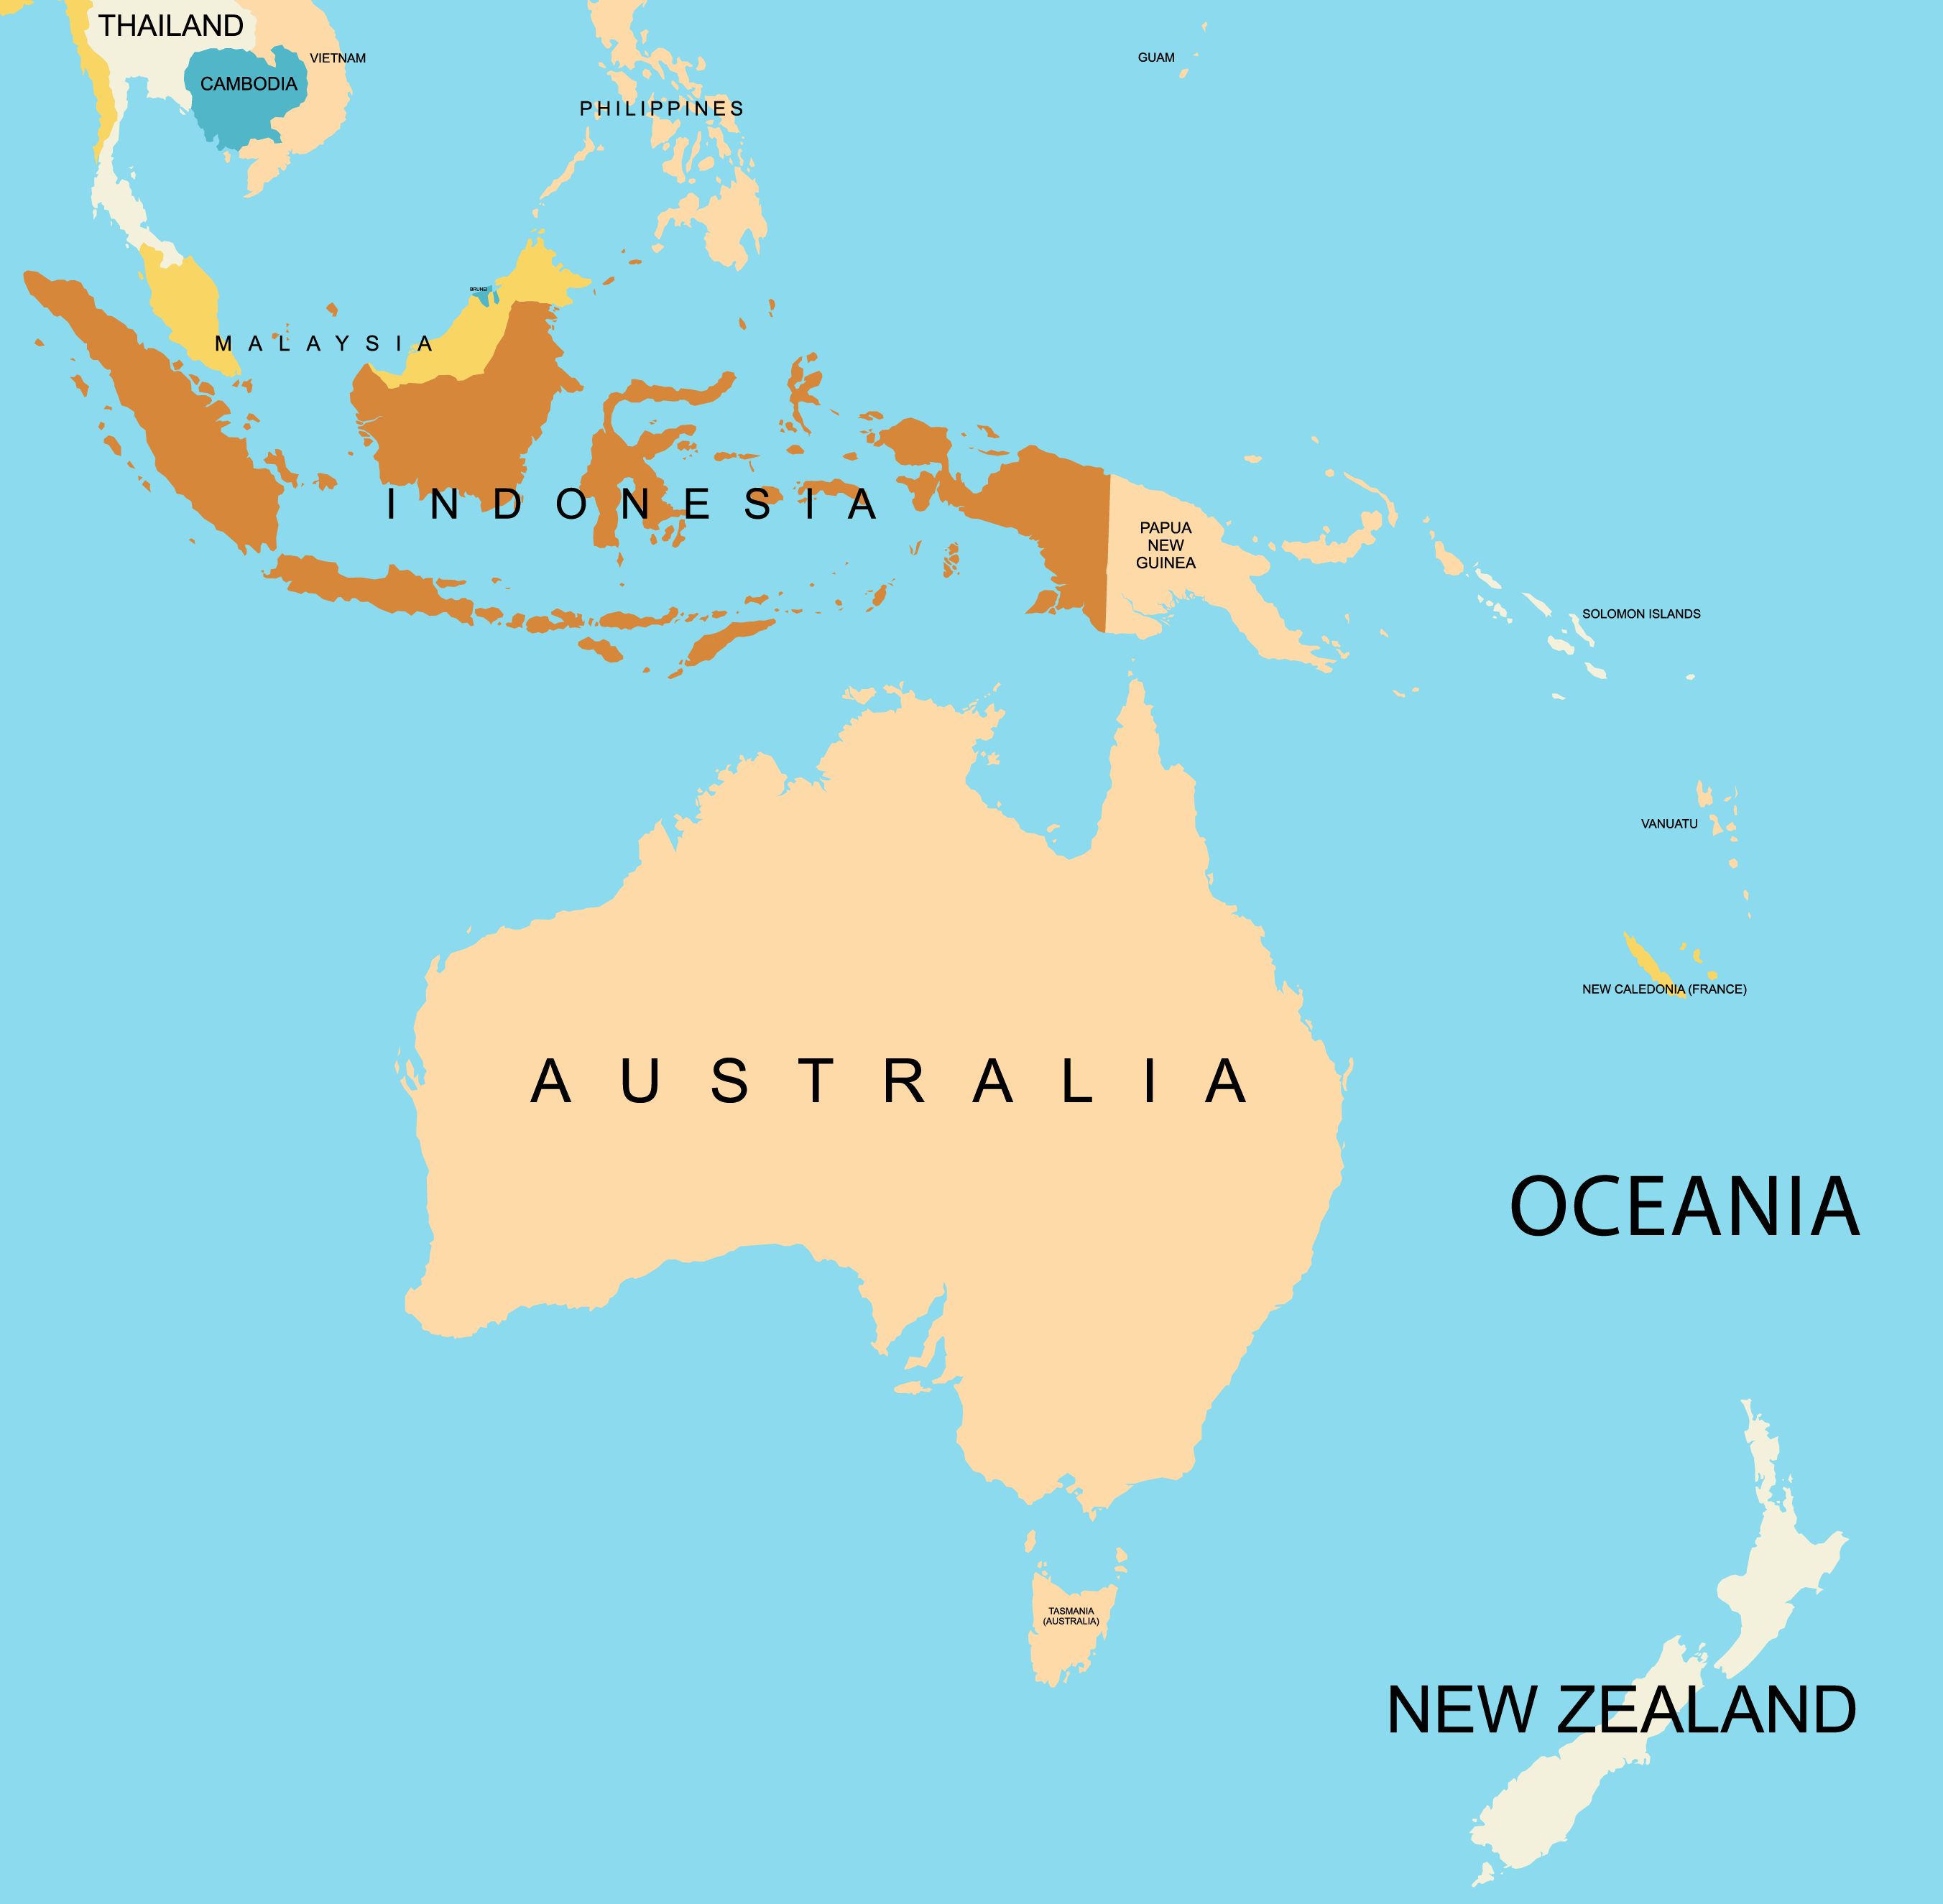 THAILAND
VIETNAM
GUAM
CAMBODIA
PHILIPPINES
BRUNEI
MALAYSIA
INDONESIA
PAPUA
NEW
GUINEA
SOLOMON ISLANDS
VANUATU
NEW CALEDONIA (FRANCE)
AUSTRALIA
OCEANIA
TASMANIA
(AUSTRALIA)
NEW ZEALAND